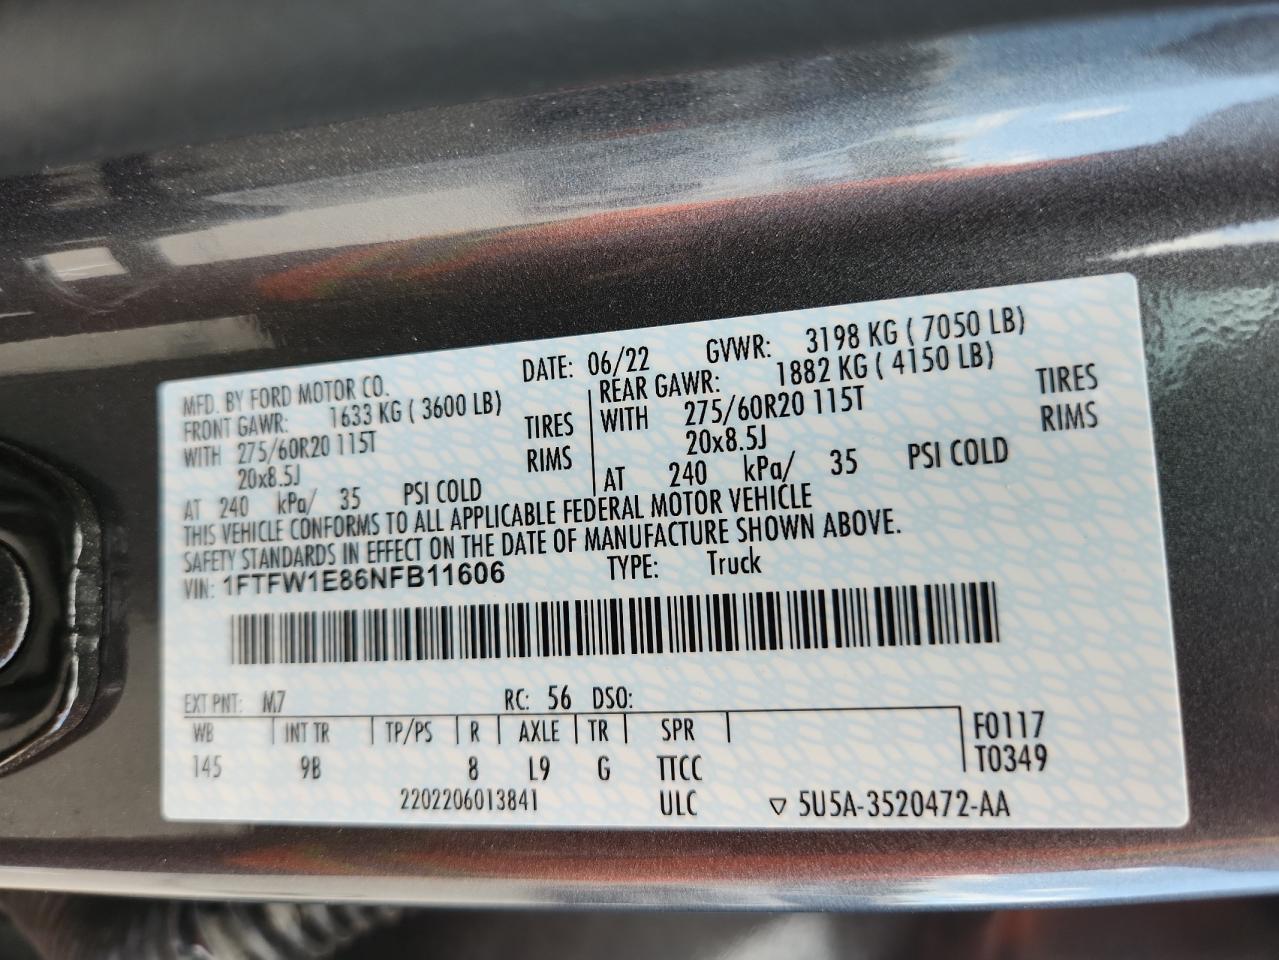 MFD. BY FORD MOTOR CO. DATE: 06/22 GVWR: 3198 KG ( 7050 LB)
FRONT GAWR: 1633 KG ( 3600 LB) REAR GAWR: 1882 KG ( 4150 LB)
WITH 275/60R20 115T TIRES WITH 275/60R20 115T TIRES
20x8.5J RIMS 20x8.5J RIMS
AT 240 kPa/ 35 PSI COLD AT 240 kPa/ 35 PSI COLD
THIS VEHICLE CONFORMS TO ALL APPLICABLE FEDERAL MOTOR VEHICLE
SAFETY STANDARDS IN EFFECT ON THE DATE OF MANUFACTURE SHOWN ABOVE.
VIN: 1FTFW1E86NFB11606 TYPE: Truck
EXT PNT: M7 RC: 56 DSO:
WB INT TR TP/PS R AXLE TR SPR F0117
145 9B 8 L9 G TTCC T0349
2202206013841 ULC ▽ 5U5A-3520472-AA